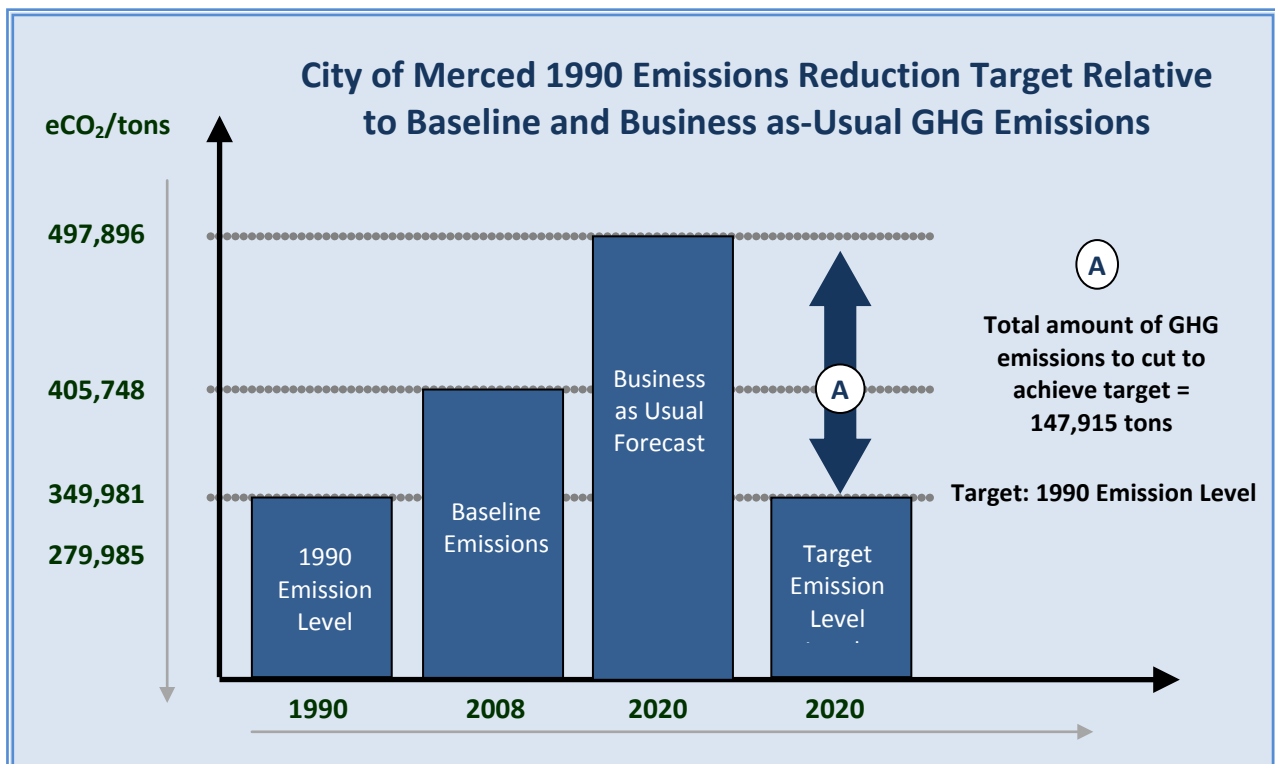 City of Merced 1990 Emissions Reduction Target Relative
to Baseline and Business as-Usual GHG Emissions
eCO₂/tons
497,896
405,748
349,981
279,985
1990
Emission
Level
Baseline
Emissions
Business
as Usual
Forecast
Target
Emission
Level
A
A
Total amount of GHG
emissions to cut to
achieve target =
147,915 tons
Target: 1990 Emission Level
1990
2008
2020
2020